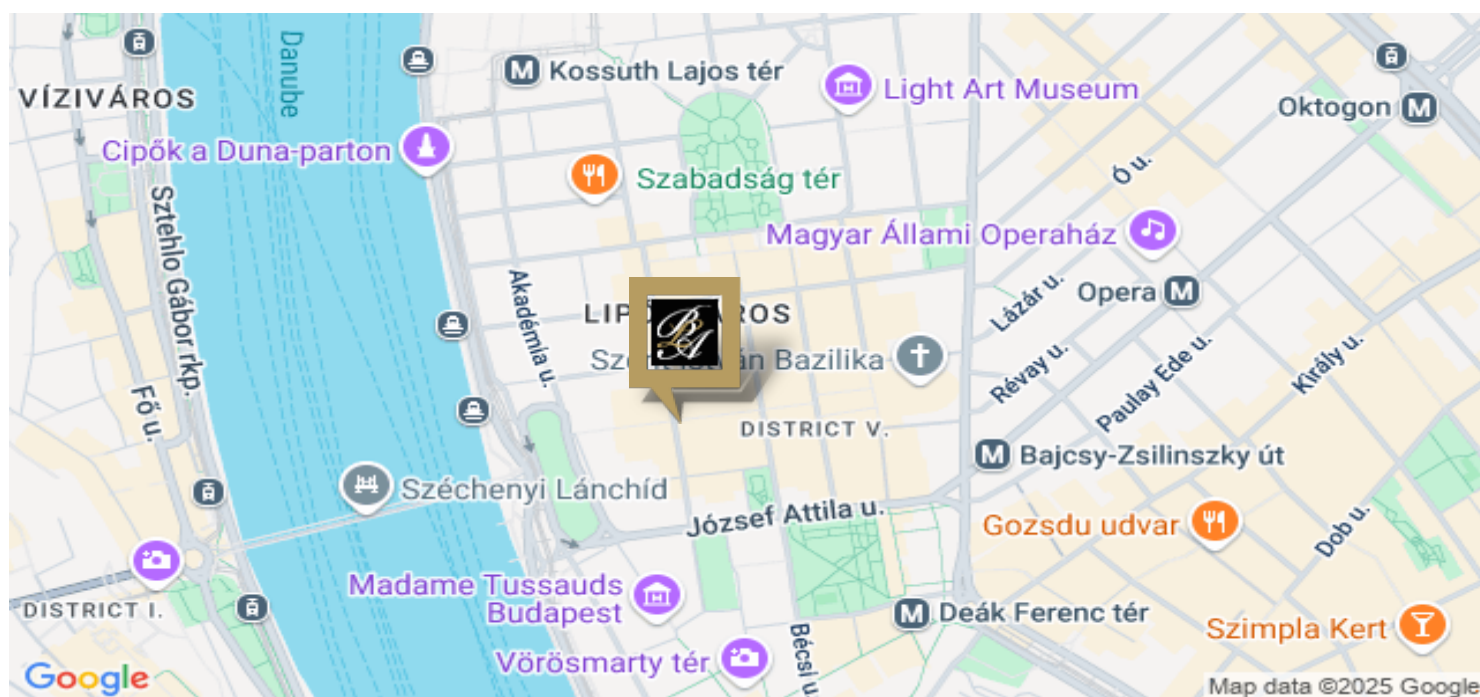 Danube
M Kossuth Lajos tér
Light Art Museum
VÍZIVÁROS
Oktogon M
Cipők a Duna-parton
Szabadság tér
Ó u.
Sztehlo Gábor rkp.
Magyar Állami Operaház
Akadémia u.
Lázár u.
Opera M
BA
Bazilika
Révay u.
Paulay Ede u.
Király u.
Fő u.
DISTRICT V.
M Bajcsy-Zsilinszky út
Széchenyi Lánchíd
József Attila u.
Gozsdu udvar
Dob u.
Madame Tussauds
Budapest
DISTRICT I.
M Deák Ferenc tér
Szimpla Kert
Bécsi u
Vörösmarty tér
Google
Map data ©2025 Google